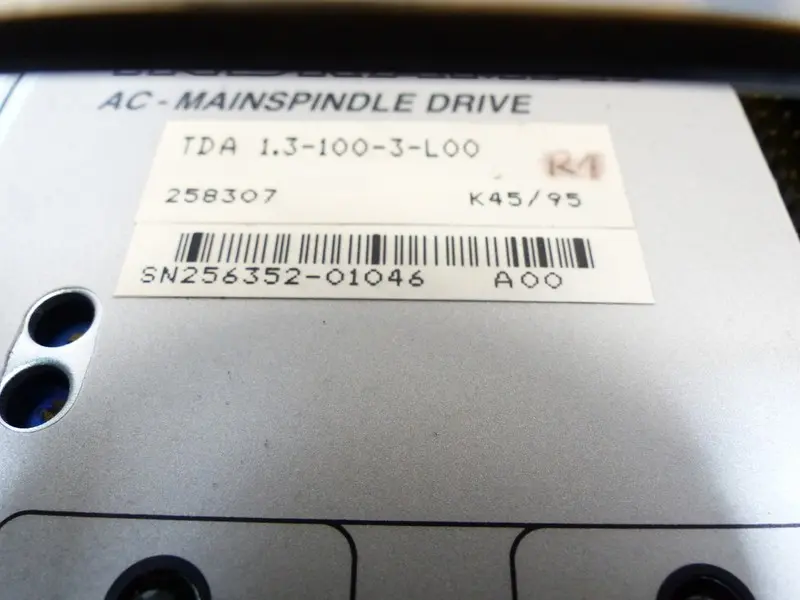 AC - MAINSPINDLE DRIVE
TDA 1.3-100-3-L00
R1
258307 K45/95
SN256352-01046 A00